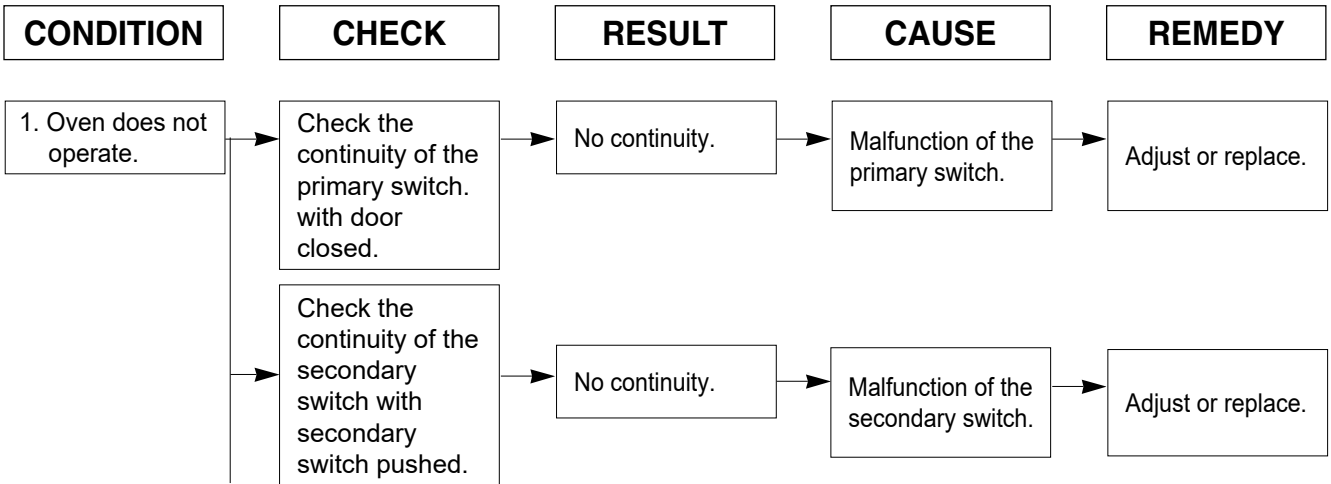 CONDITION
CHECK
RESULT
CAUSE
REMEDY
1. Oven does not
operate.
Check the
continuity of the
primary switch.
with door
closed.
No continuity.
Malfunction of the
primary switch.
Adjust or replace.
Check the
continuity of the
secondary
switch with
secondary
switch pushed.
No continuity.
Malfunction of the
secondary switch.
Adjust or replace.